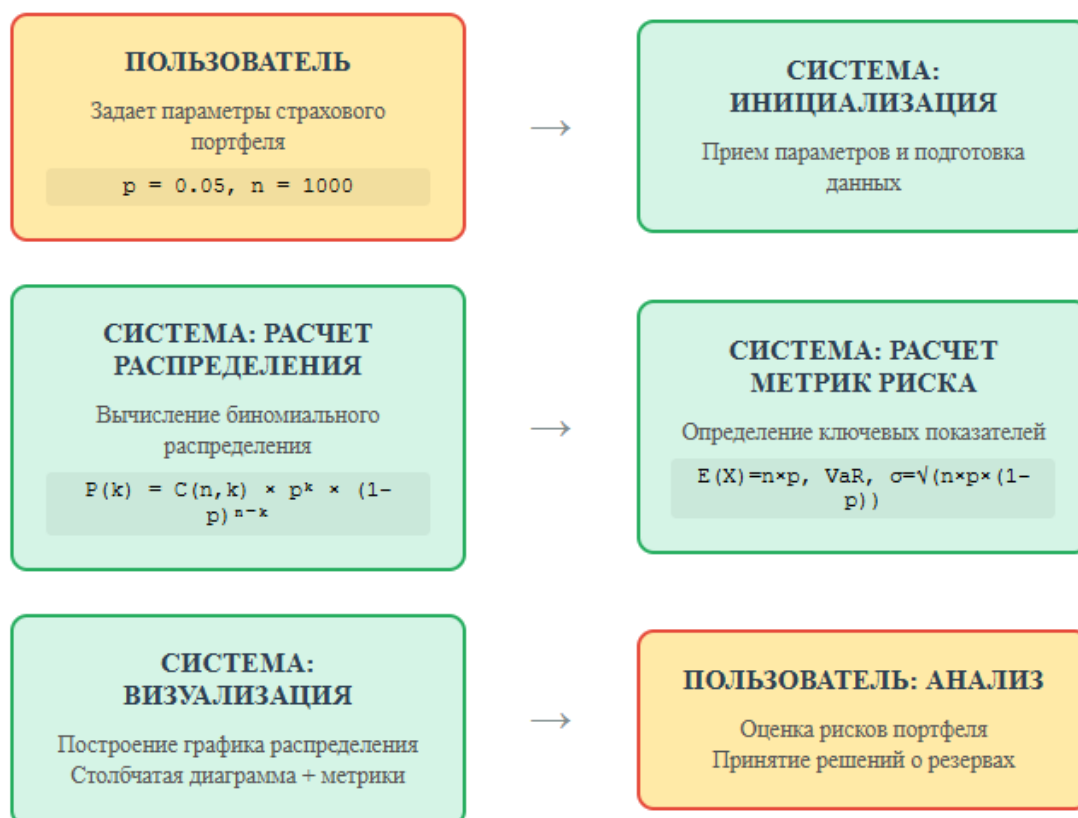 ПОЛЬЗОВАТЕЛЬ
Задает параметры страхового
портфеля
p = 0.05, n = 1000
→
СИСТЕМА:
ИНИЦИАЛИЗАЦИЯ
Прием параметров и подготовка
данных
СИСТЕМА: РАСЧЕТ
РАСПРЕДЕЛЕНИЯ
Вычисление биномиального
распределения
P(k) = C(n,k) × pᵏ × (1-
p)ⁿ⁻ᵏ
→
СИСТЕМА: РАСЧЕТ
МЕТРИК РИСКА
Определение ключевых показателей
E(X)=n×p, VaR, σ=√(n×p×(1-
p))
СИСТЕМА:
ВИЗУАЛИЗАЦИЯ
Построение графика распределения
Столбчатая диаграмма + метрики
→
ПОЛЬЗОВАТЕЛЬ: АНАЛИЗ
Оценка рисков портфеля
Принятие решений о резервах